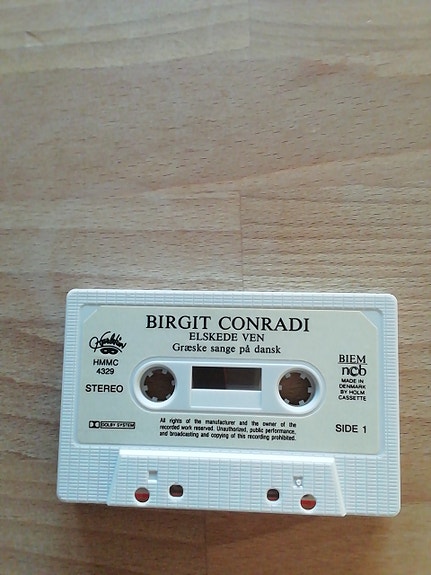 BIRGIT CONRADI
ELSKEDE VEN
Græske sange på dansk
Harlekin
HMMC
4329
STEREO
DOLBY SYSTEM
BIEM
ncb
MADE IN
DENMARK
BY HOLM
CASSETTE
SIDE 1
All rights of the manufacturer and the owner of the
recorded work reserved. Unauthorized, public performance,
and broadcasting and copying of this recording prohibited.